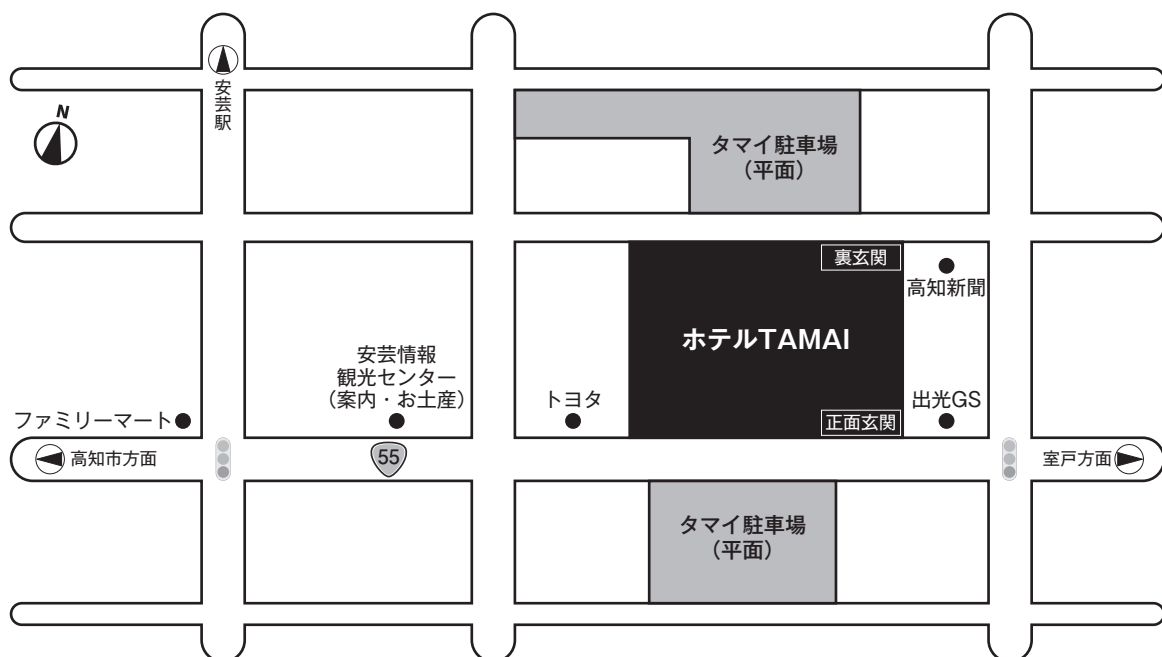 安芸駅
N
タマイ駐車場
（平面）
裏玄関
高知新聞
ホテルTAMAI
安芸情報
観光センター
（案内・お土産）
ファミリーマート
トヨタ
正面玄関
出光GS
高知市方面
55
室戸方面
タマイ駐車場
（平面）